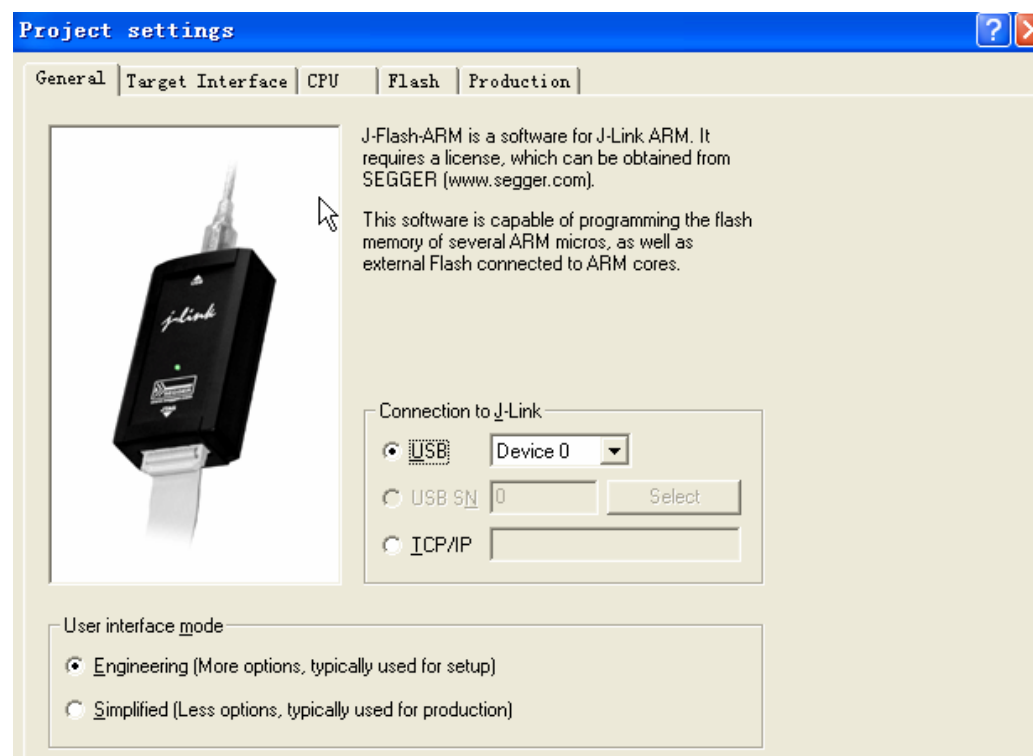 Project settings
General Target Interface CPU Flash Production
J-Flash-ARM is a software for J-Link ARM. It
requires a license, which can be obtained from
SEGGER (www.segger.com).
This software is capable of programming the flash
memory of several ARM micros, as well as
external Flash connected to ARM cores.
j-link
Connection to J-Link
USB Device 0
USB SN 0 Select
TCP/IP
User interface mode
Engineering (More options, typically used for setup)
Simplified (Less options, typically used for production)